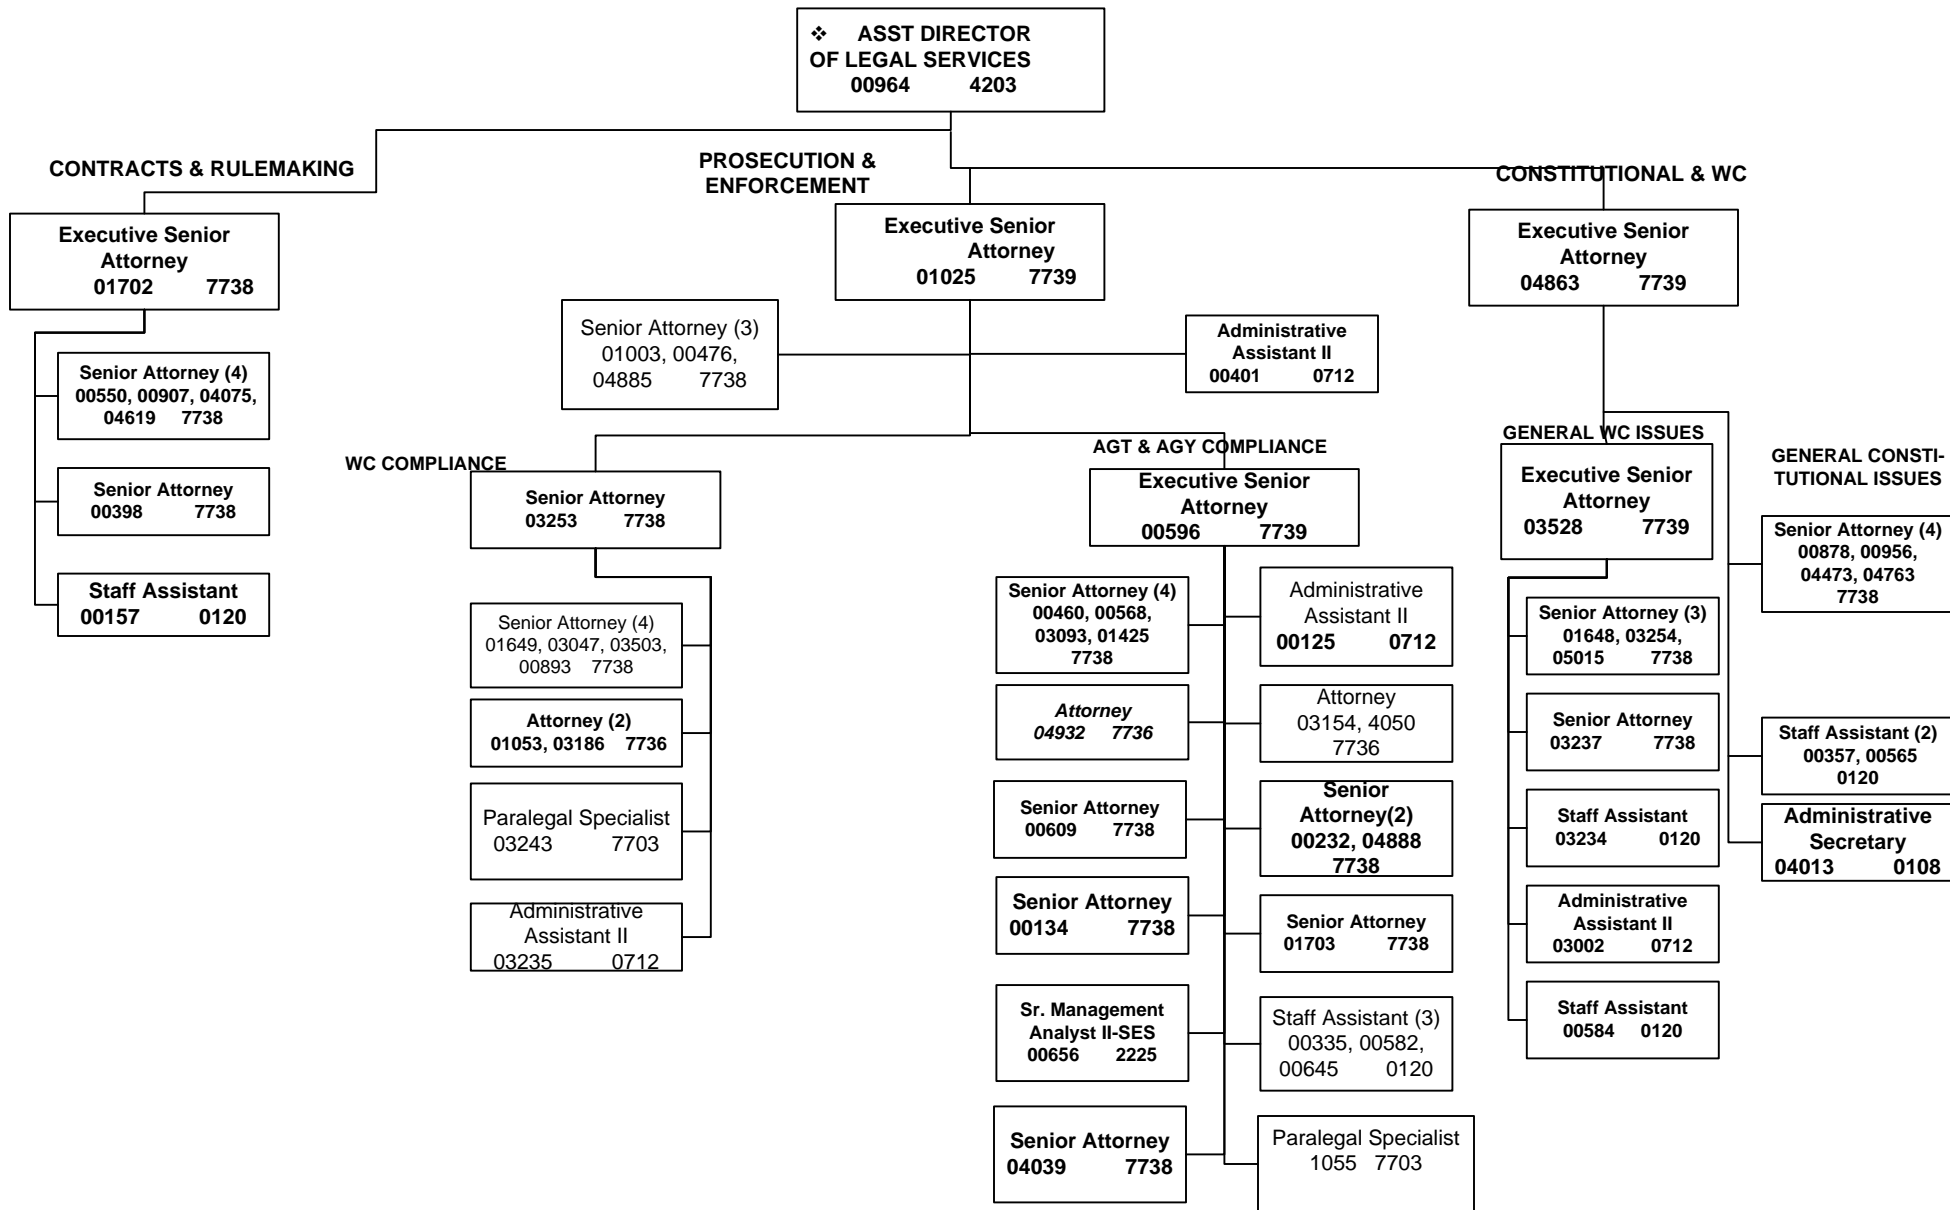 ❖ ASST DIRECTOR
OF LEGAL SERVICES
00964 4203
CONTRACTS & RULEMAKING
Executive Senior
Attorney
01702 7738
Senior Attorney (4)
00550, 00907, 04075,
04619 7738
Senior Attorney
00398 7738
Staff Assistant
00157 0120
PROSECUTION &
ENFORCEMENT
Executive Senior
Attorney
01025 7739
Senior Attorney (3)
01003, 00476,
04885 7738
Administrative
Assistant II
00401 0712
WC COMPLIANCE
Senior Attorney
03253 7738
Senior Attorney (4)
01649, 03047, 03503,
00893 7738
Attorney (2)
01053, 03186 7736
Paralegal Specialist
03243 7703
Administrative
Assistant II
03235 0712
AGT & AGY COMPLIANCE
Executive Senior
Attorney
00596 7739
Senior Attorney (4)
00460, 00568,
03093, 01425
7738
Administrative
Assistant II
00125 0712
Attorney
04932 7736
Attorney
03154, 4050
7736
Senior Attorney
00609 7738
Senior
Attorney(2)
00232, 04888
7738
Senior Attorney
00134 7738
Senior Attorney
01703 7738
Sr. Management
Analyst II-SES
00656 2225
Staff Assistant (3)
00335, 00582,
00645 0120
Senior Attorney
04039 7738
Paralegal Specialist
1055 7703
CONSTITUTIONAL & WC
Executive Senior
Attorney
04863 7739
GENERAL WC ISSUES
Executive Senior
Attorney
03528 7739
Senior Attorney (3)
01648, 03254,
05015 7738
Senior Attorney
03237 7738
Staff Assistant
03234 0120
Administrative
Assistant II
03002 0712
Staff Assistant
00584 0120
GENERAL CONSTI-
TUTIONAL ISSUES
Senior Attorney (4)
00878, 00956,
04473, 04763
7738
Staff Assistant (2)
00357, 00565
0120
Administrative
Secretary
04013 0108